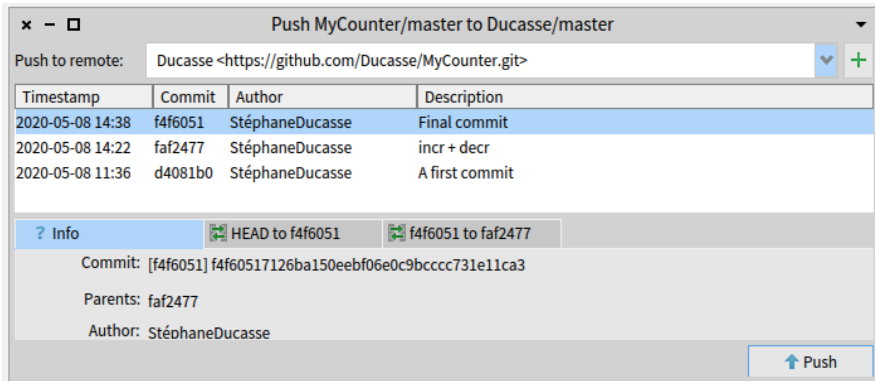 Push MyCounter/master to Ducasse/master
Push to remote: Ducasse <https://github.com/Ducasse/MyCounter.git>
Timestamp Commit Author Description
2020-05-08 14:38 f4f6051 StéphaneDucasse Final commit
2020-05-08 14:22 faf2477 StéphaneDucasse incr + decr
2020-05-08 11:36 d4081b0 StéphaneDucasse A first commit
? Info HEAD to f4f6051 f4f6051 to faf2477
Commit: [f4f6051] f4f60517126ba150eebf06e0c9bcccc731e11ca3
Parents: faf2477
Author: StéphaneDucasse
Push